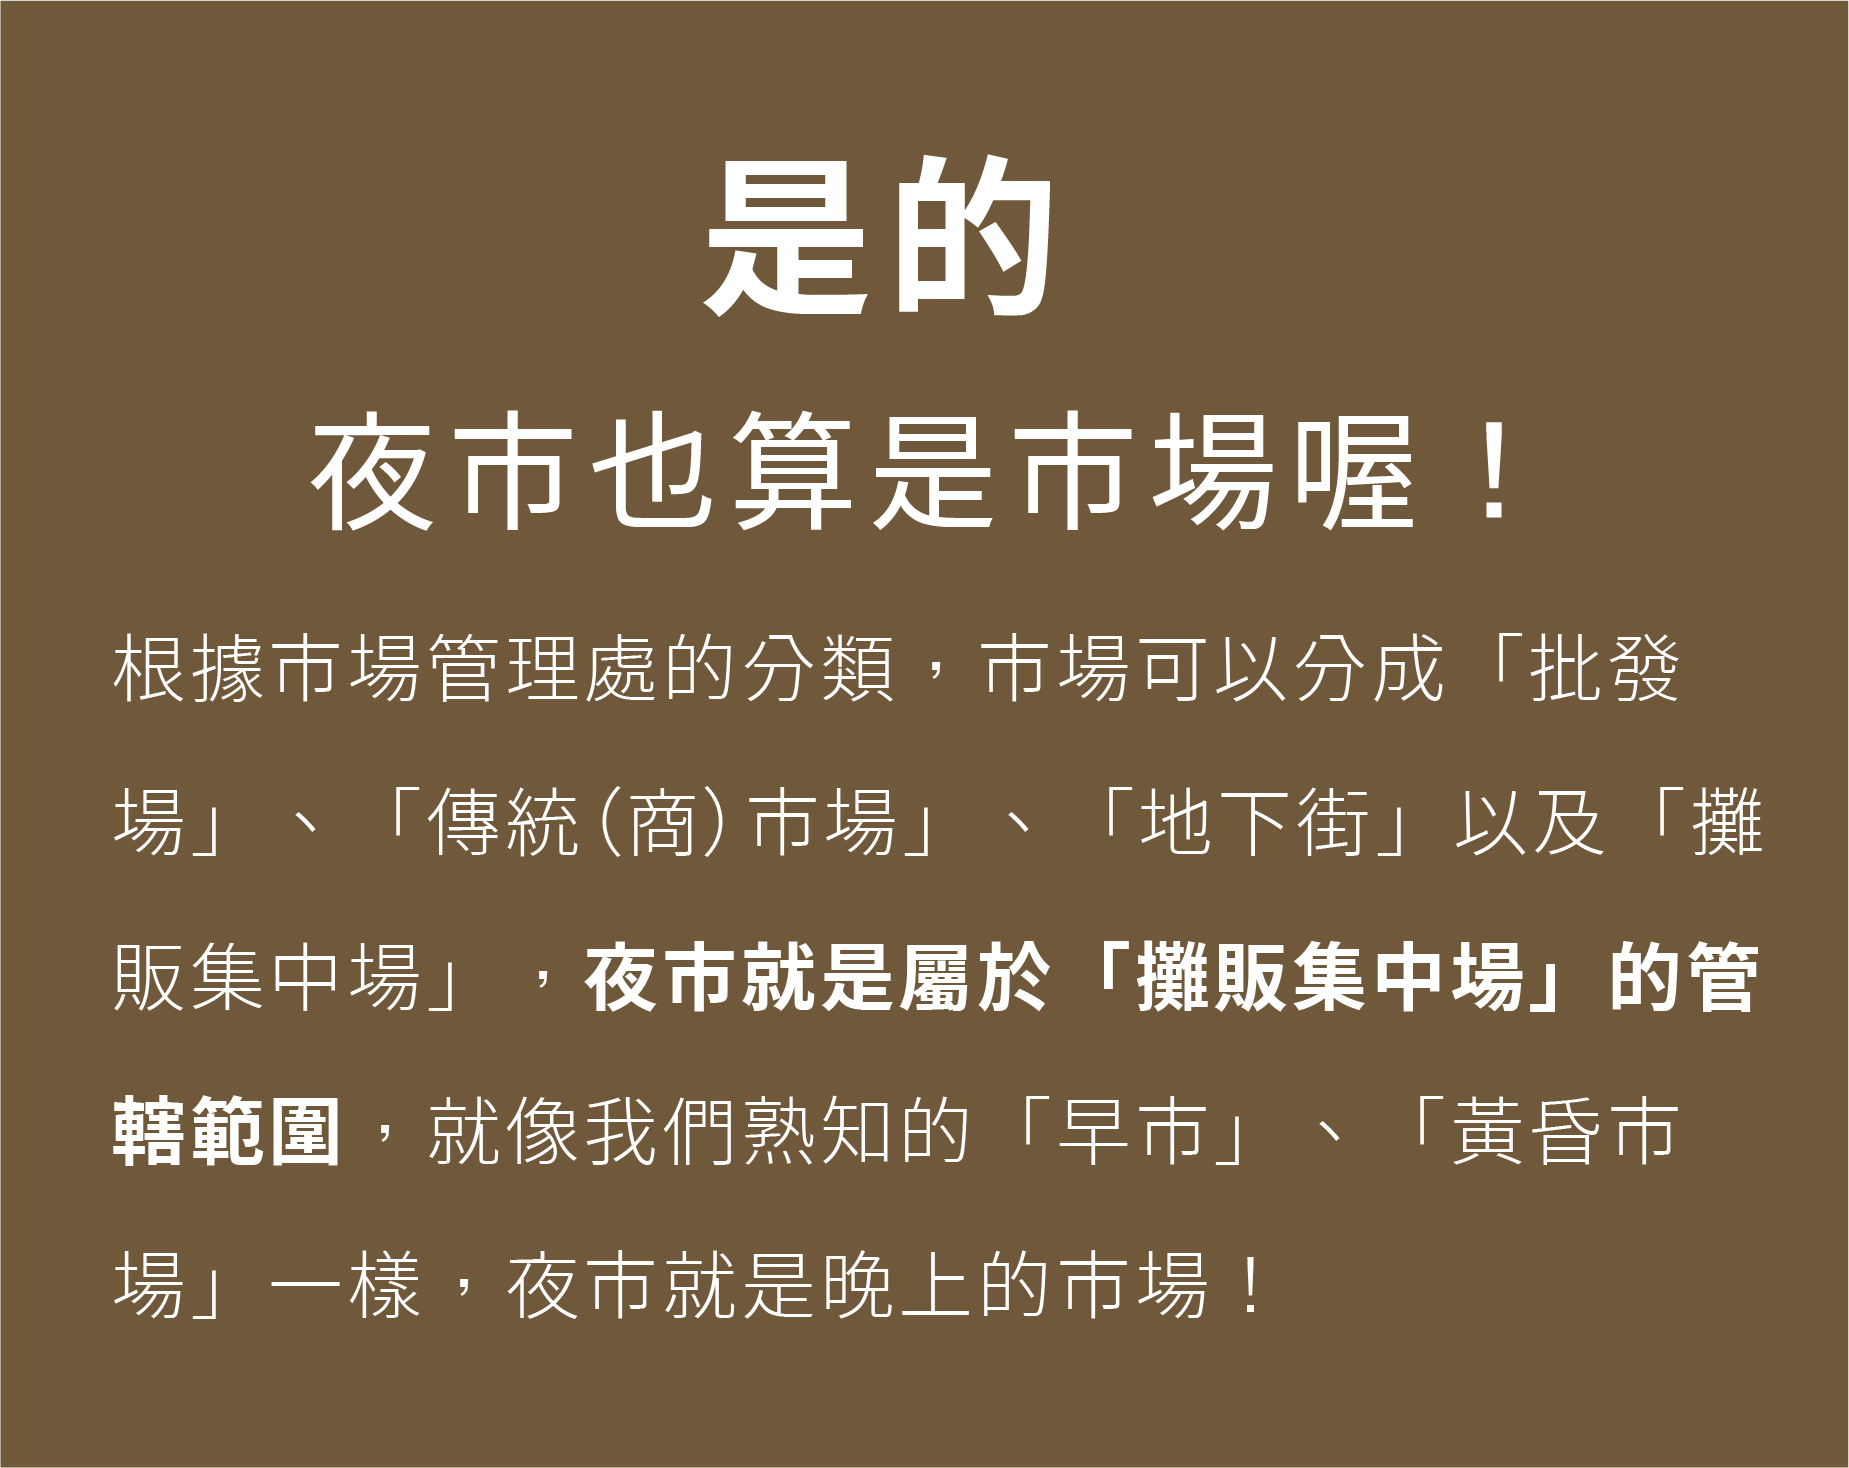 是的
夜市也算是市場喔！
根據市場管理處的分類，市場可以分成「批發
場」、「傳統(商)市場」、「地下街」以及「攤
販集中場」，夜市就是屬於「攤販集中場」的管
轄範圍，就像我們熟知的「早市」、「黃昏市
場」一樣，夜市就是晚上的市場！